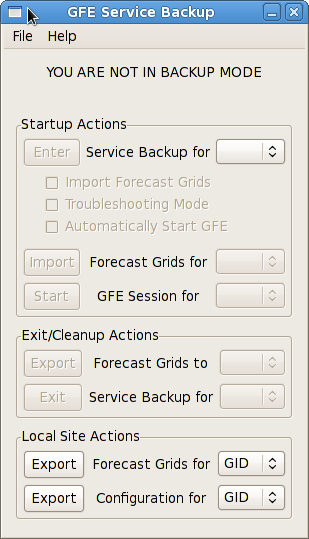 GFE Service Backup
File Help
YOU ARE NOT IN BACKUP MODE
Startup Actions
Enter Service Backup for
Import Forecast Grids
Troubleshooting Mode
Automatically Start GFE
Import Forecast Grids for
Start GFE Session for
Exit/Cleanup Actions
Export Forecast Grids to
Exit Service Backup for
Local Site Actions
Export Forecast Grids for GID
Export Configuration for GID